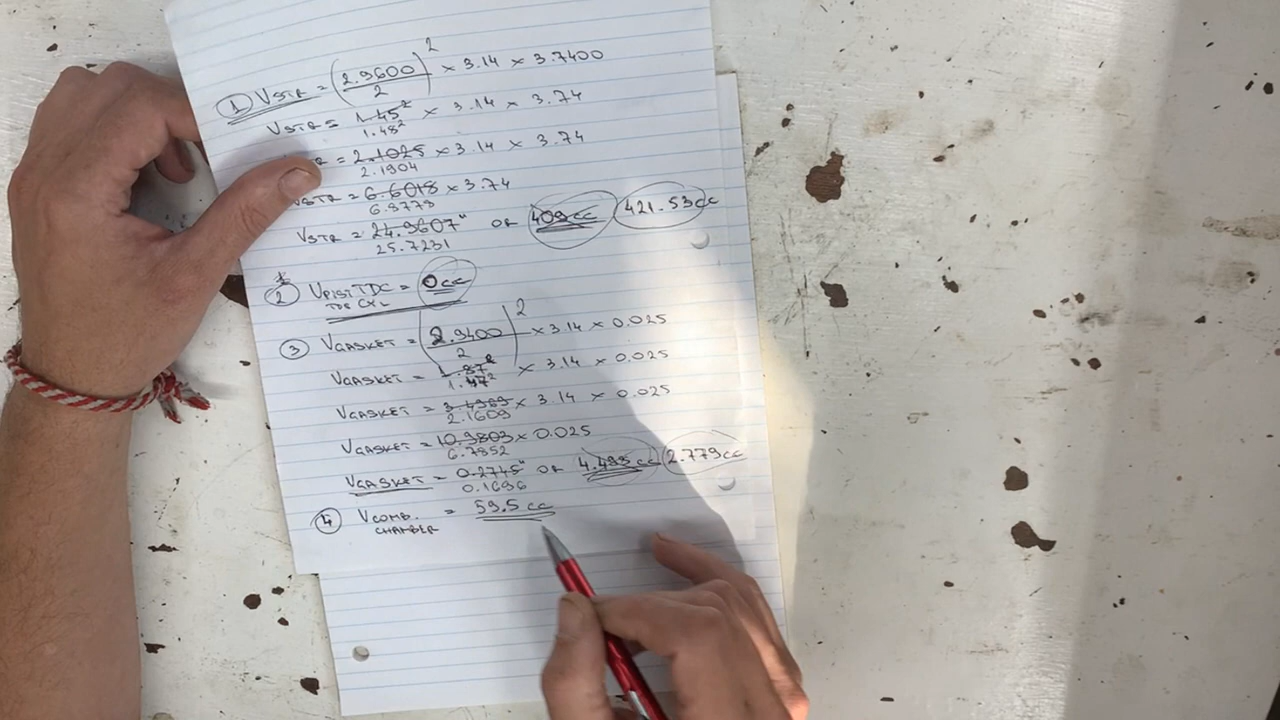 ① VSTR = (2.9600/2)² × 3.14 × 3.7400
VSTR = 1.45² × 3.14 × 3.74
1.48²
R = 2.1025 × 3.14 × 3.74
2.1904
VSTR = 6.6018 × 3.74
6.8779
VSTR = 24.9607" OR 409cc 421.53cc
25.7231
② VPIST TDC = 0cc
TDC CYL
③ VGASKET = (2.9400/2)² × 3.14 × 0.025
VGASKET = 1.87² × 3.14 × 0.025
1.47²
VGASKET = 3.4969 × 3.14 × 0.025
2.1609
VGASKET = 10.9803 × 0.025
6.7852
VGASKET = 0.2745" OR 4.499cc 2.779cc
0.1696
④ VCOMB. = 59.5 cc
CHAMBER